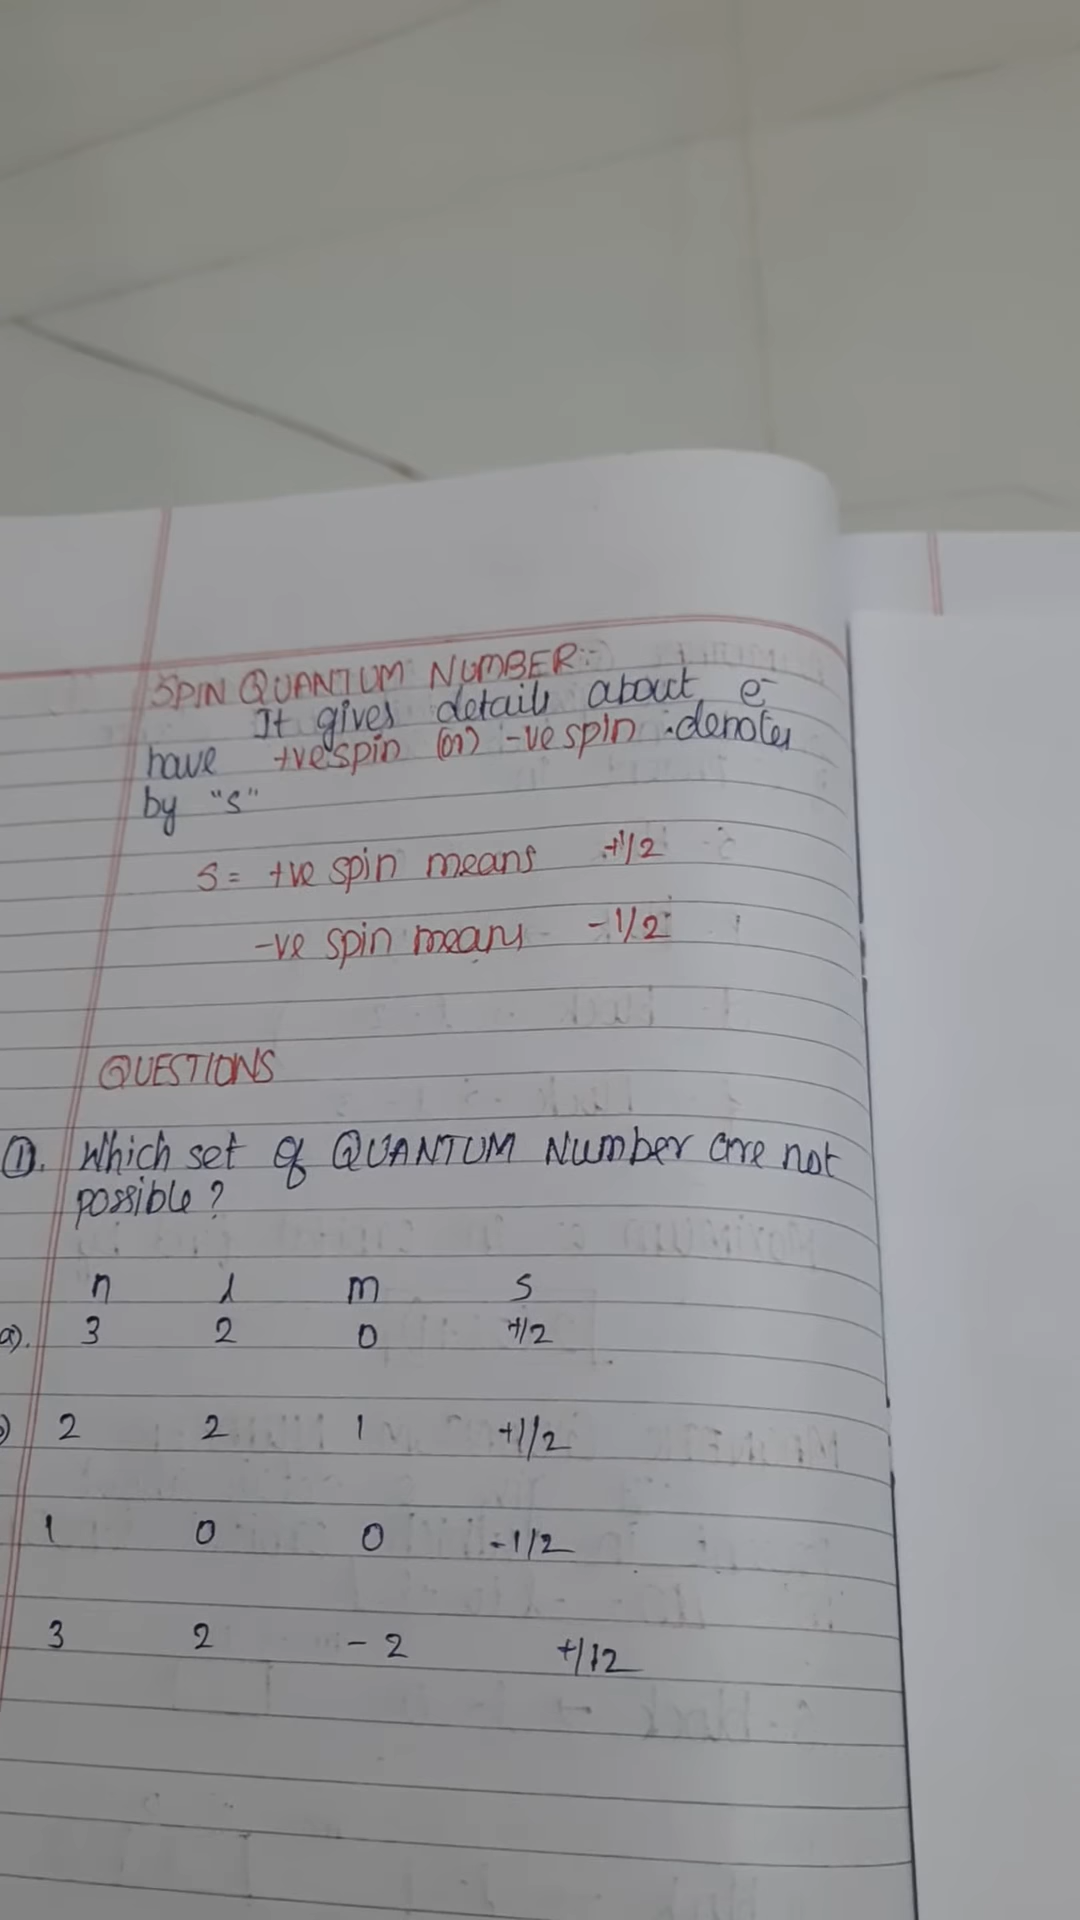 SPIN QUANTUM NUMBER:-
It gives details about e-
have +ve spin (or) -ve spin .denotes
by "s"
s = +ve spin means +1/2
-ve spin means - 1/2
QUESTIONS
①. Which set of QUANTUM Number are not
possible?
n l m s
a). 3 2 0 +1/2
) 2 2 1 +1/2
1 0 0 -1/2
3 2 -2 +1/2